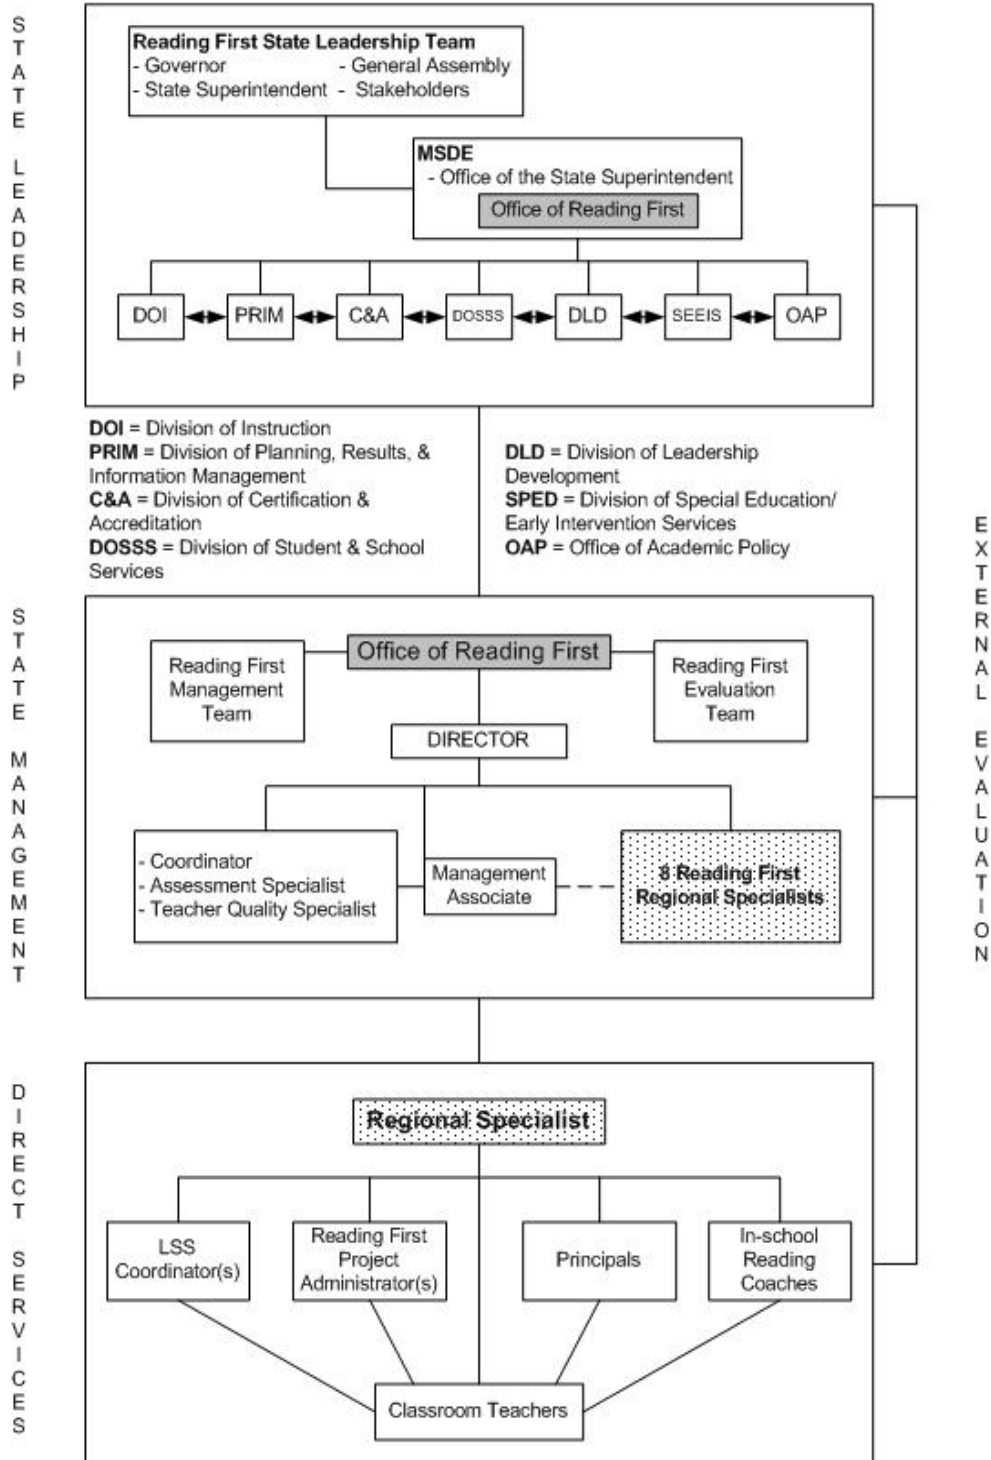 STATE LEADERSHIP
Reading First State Leadership Team
- Governor - General Assembly
- State Superintendent - Stakeholders
MSDE
- Office of the State Superintendent
Office of Reading First
DOI PRIM C&A DOSSS DLD SEEIS OAP
DOI = Division of Instruction
PRIM = Division of Planning, Results, &
Information Management
C&A = Division of Certification &
Accreditation
DOSSS = Division of Student & School
Services
DLD = Division of Leadership
Development
SPED = Division of Special Education/
Early Intervention Services
OAP = Office of Academic Policy
EXTERNAL EVALUATION
STATE MANAGEMENT
Office of Reading First
Reading First
Management
Team
Reading First
Evaluation
Team
DIRECTOR
- Coordinator
- Assessment Specialist
- Teacher Quality Specialist
Management
Associate
8 Reading First
Regional Specialists
DIRECT SERVICES
Regional Specialist
LSS
Coordinator(s)
Reading First
Project
Administrator(s)
Principals
In-school
Reading
Coaches
Classroom Teachers